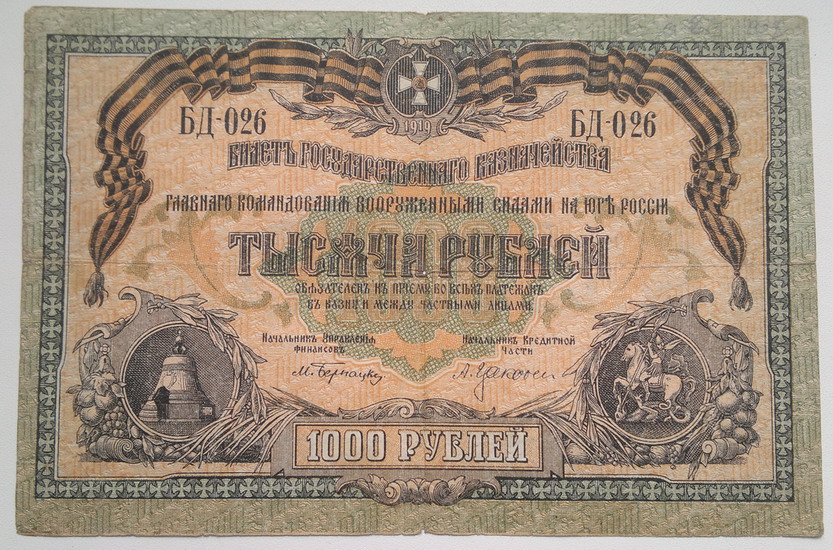 1919
БД-026 БД-026
БИЛЕТЪ ГОСУДАРСТВЕННАГО КАЗНАЧЕЙСТВА
ГЛАВНАГО КОМАНДОВАНІЯ ВООРУЖЕННЫМИ СИЛАМИ НА ЮГѢ РОССІИ
ТЫСЯЧА РУБЛЕЙ
ОБЯЗАТЕЛЕНЪ КЪ ПРІЕМУ ВО ВСѢХЪ ПЛАТЕЖАХЪ
ВЪ КАЗНУ И МЕЖДУ ЧАСТНЫМИ ЛИЦАМИ.
НАЧАЛЬНИКЪ УПРАВЛЕНІЯ НАЧАЛЬНИКЪ КРЕДИТНОЙ
ФИНАНСОВЪ ЧАСТИ
М. Бернацкі
1000 РУБЛЕЙ